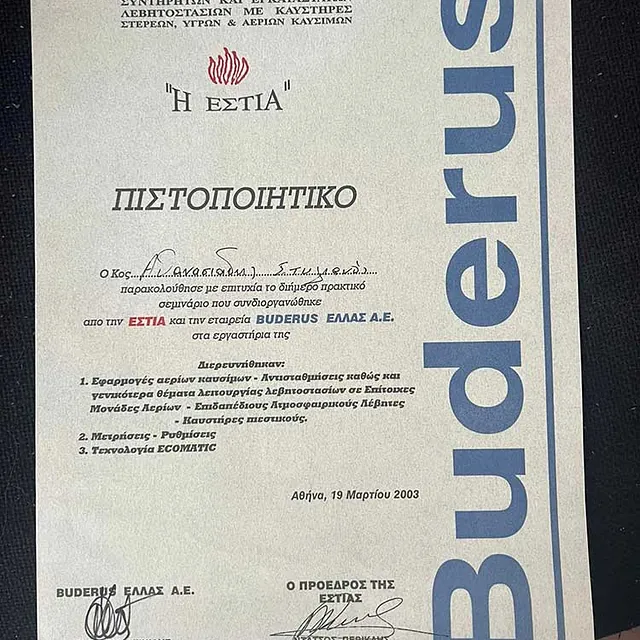 ΣΥΝΤΗΡΗΤΩΝ ΚΑΙ
ΛΕΒΗΤΟΣΤΑΣΙΩΝ ΜΕ ΚΑΥΣΤΗΡΕΣ
ΣΤΕΡΕΩΝ, ΥΓΡΩΝ & ΑΕΡΙΩΝ ΚΑΥΣΙΜΩΝ
"Η ΕΣΤΙΑ"
ΠΙΣΤΟΠΟΙΗΤΙΚΟ
Ο Κος... Στυλιανός...
παρακολούθησε με επιτυχία το διήμερο πρακτικό
σεμινάριο που συνδιοργανώθηκε
απο την ΕΣΤΙΑ και την εταιρεία BUDERUS ΕΛΛΑΣ Α.Ε.
στα εργαστήρια της
Διερευνήθηκαν:
1. Εφαρμογές αερίων καυσίμων - Αντισταθμίσεις καθώς και
γενικότερα θέματα λειτουργίας λεβητοστασίων σε Επίτοιχες
Μονάδες Αερίων - Επιδαπέδιους Ατμοσφαιρικούς Λέβητες
- Καυστήρες πιεστικούς.
2. Μετρήσεις - Ρυθμίσεις
3. Τεχνολογία ECOMATIC
Αθήνα, 19 Μαρτίου 2003
BUDERUS ΕΛΛΑΣ Α.Ε.
Ο ΠΡΟΕΔΡΟΣ ΤΗΣ
ΕΣΤΙΑΣ
Buderus